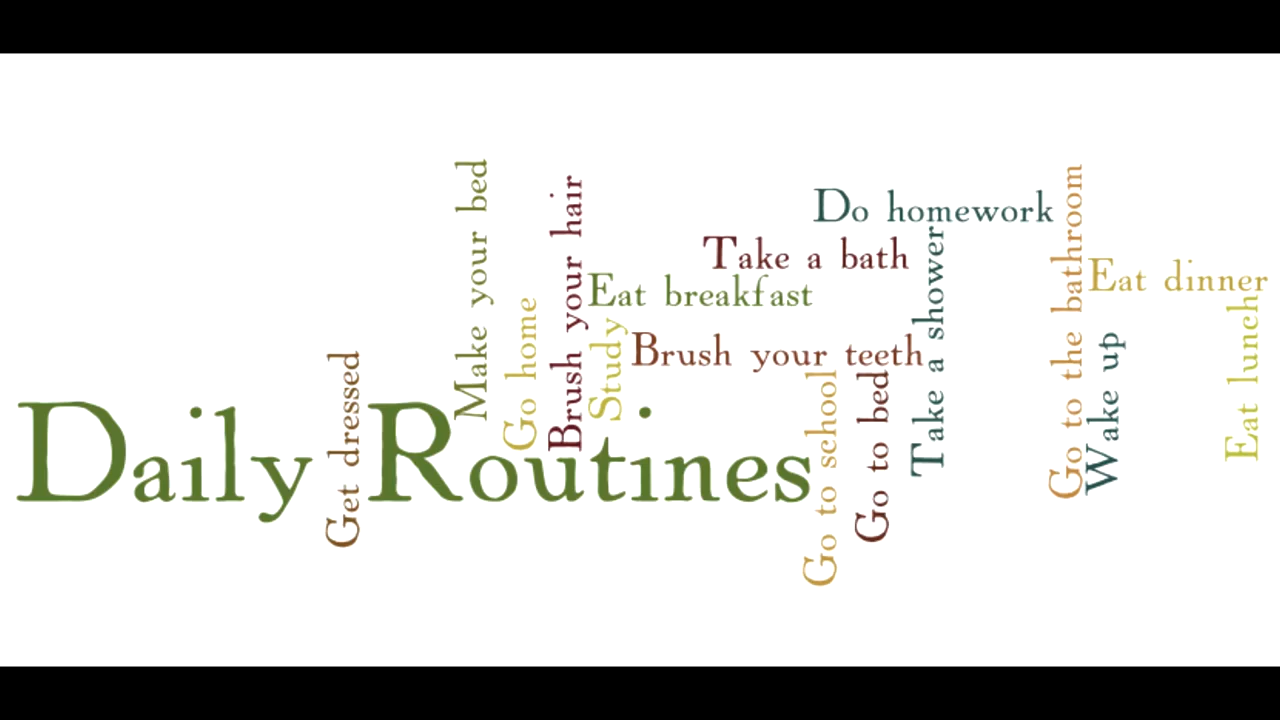 Daily Routines
Get dressed
Make your bed
Go home
Brush your hair
Study
Eat breakfast
Take a bath
Do homework
Brush your teeth
Go to school
Go to bed
Take a shower
Go to the bathroom
Wake up
Eat dinner
Eat lunch